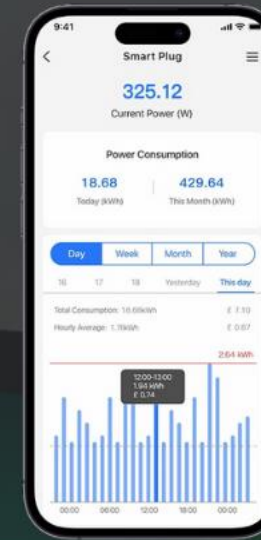 9:41
Smart Plug
325.12
Current Power (W)
Power Consumption
18.68
Today (kWh)
429.64
This Month (kWh)
Day Week Month Year
16 17 18 Yesterday This day
Total Consumption: 18.68kWh £ 7.10
Hourly Average: 1.76kWh £ 0.67
2.64 kWh
12:00-13:00
1.94 kWh
£ 0.74
00:00 06:00 12:00 18:00 00:00